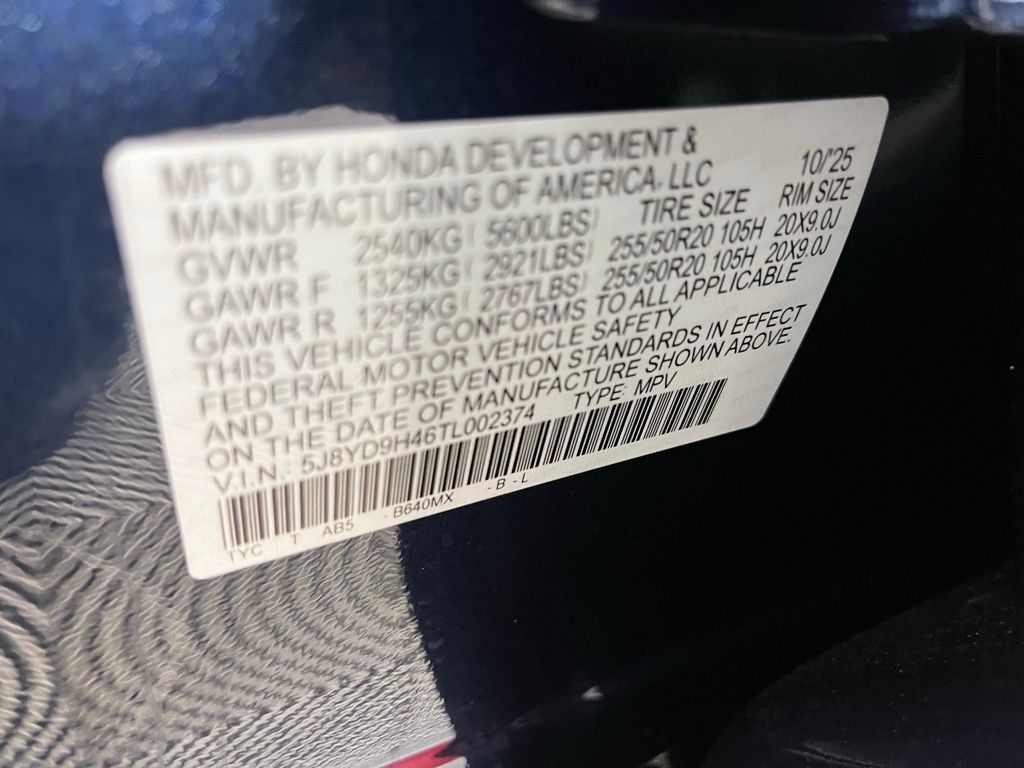 MFD. BY HONDA DEVELOPMENT & 10/'25
MANUFACTURING OF AMERICA, LLC
TIRE SIZE RIM SIZE
GVWR 2540KG ( 5600LBS)
GAWR F 1325KG ( 2921LBS) 255/50R20 105H 20X9.0J
GAWR R 1255KG ( 2767LBS) 255/50R20 105H 20X9.0J
THIS VEHICLE CONFORMS TO ALL APPLICABLE
FEDERAL MOTOR VEHICLE SAFETY
AND THEFT PREVENTION STANDARDS IN EFFECT
ON THE DATE OF MANUFACTURE SHOWN ABOVE.
V.I.N.: 5J8YD9H46TL002374 TYPE: MPV
TYC T AB5 - B640MX - B - L